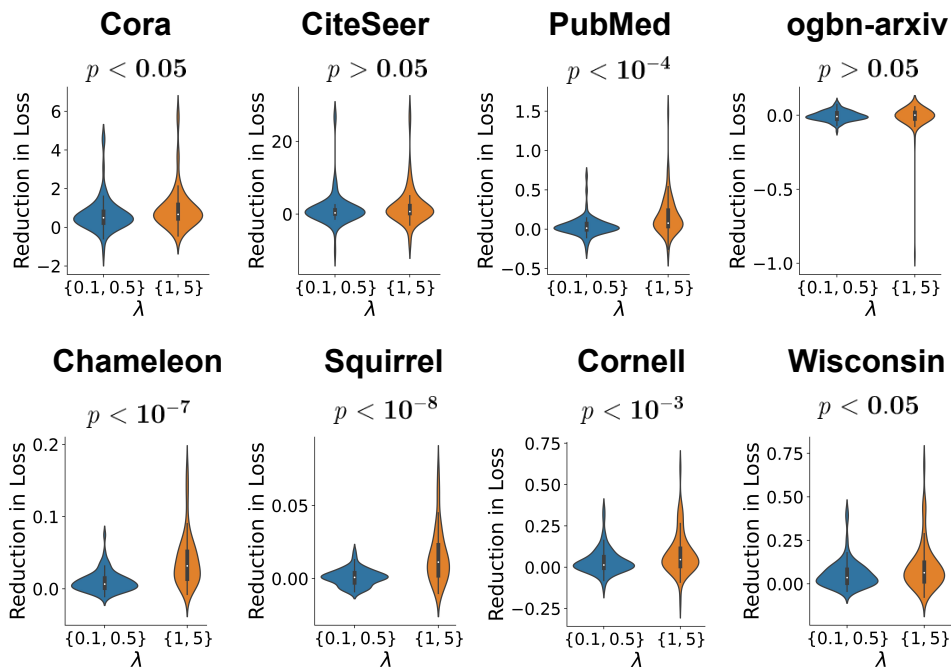 Cora
p < 0.05
Reduction in Loss
6
4
2
0
−2
{0.1, 0.5} {1, 5}
λ
CiteSeer
p > 0.05
Reduction in Loss
20
0
{0.1, 0.5} {1, 5}
λ
PubMed
p < 10⁻⁴
Reduction in Loss
1.5
1.0
0.5
0.0
−0.5
{0.1, 0.5} {1, 5}
λ
ogbn-arxiv
p > 0.05
Reduction in Loss
0.0
−0.5
−1.0
{0.1, 0.5} {1, 5}
λ
Chameleon
p < 10⁻⁷
Reduction in Loss
0.2
0.1
0.0
{0.1, 0.5} {1, 5}
λ
Squirrel
p < 10⁻⁸
Reduction in Loss
0.05
0.00
{0.1, 0.5} {1, 5}
λ
Cornell
p < 10⁻³
Reduction in Loss
0.75
0.50
0.25
0.00
−0.25
{0.1, 0.5} {1, 5}
λ
Wisconsin
p < 0.05
Reduction in Loss
0.75
0.50
0.25
0.00
{0.1, 0.5} {1, 5}
λ